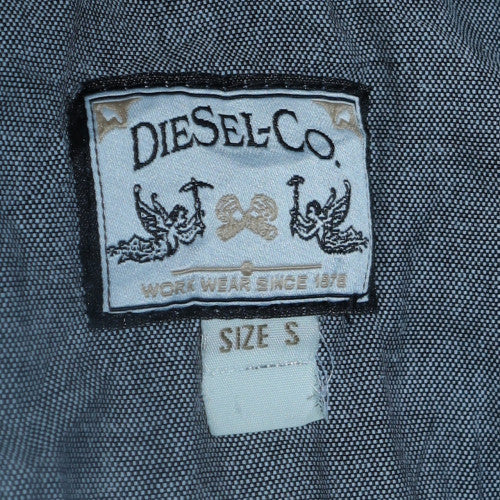 DIESEL-CO.
WORK WEAR SINCE 1978
SIZE S